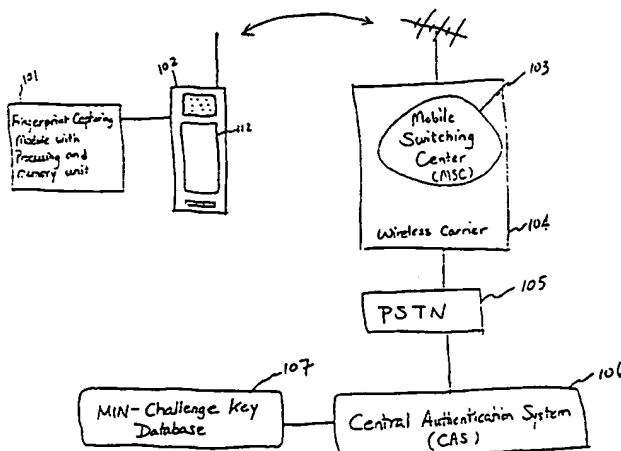 101
Fingerprint Capturing
Module with
Processing and
memory unit
102
112
103
Mobile
Switching
Center
(MSC)
Wireless Carrier
104
PSTN
105
107
MIN-Challenge Key
Database
106
Central Authentication System
(CAS)